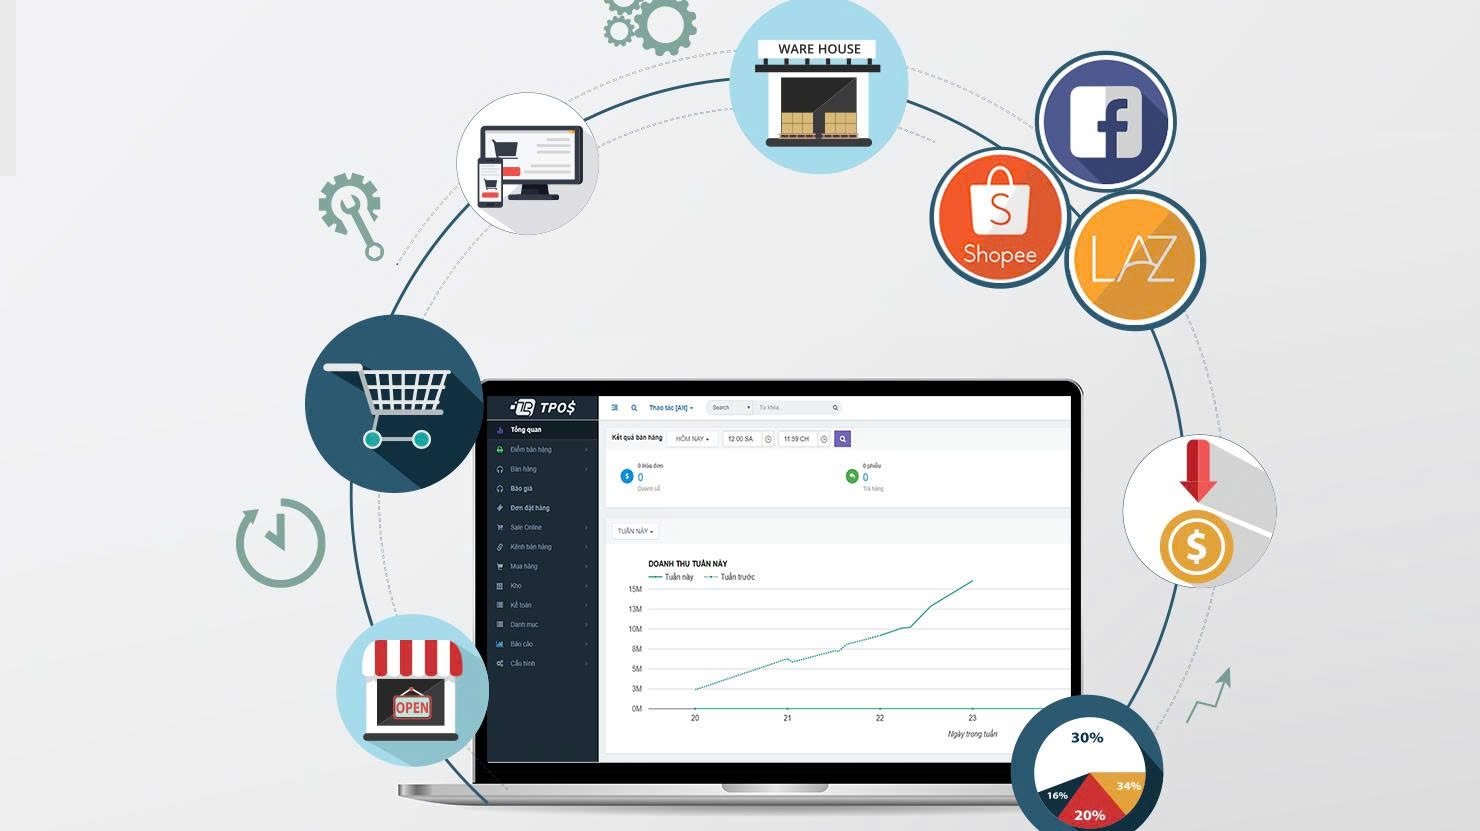 WARE HOUSE
f
S
Shopee
LAZ
TPO$
Thao tác [Alt]
Search
Từ khóa...
Tổng quan
Điểm bán hàng
Bán hàng
Báo giá
Đơn đặt hàng
Sale Online
Kênh bán hàng
Mua hàng
Kho
Kế toán
Danh mục
Báo cáo
Cấu hình
Kết quả bán hàng
HÔM NAY
12:00 SA
11:59 CH
0 Hóa đơn
0
Doanh số
0 phiếu
0
Trả hàng
TUẦN NÀY
DOANH THU TUẦN NÀY
Tuần này
Tuần trước
15M
13M
10M
8M
5M
3M
0M
20
21
22
23
Ngày trong tuần
$
OPEN
30%
34%
16%
20%